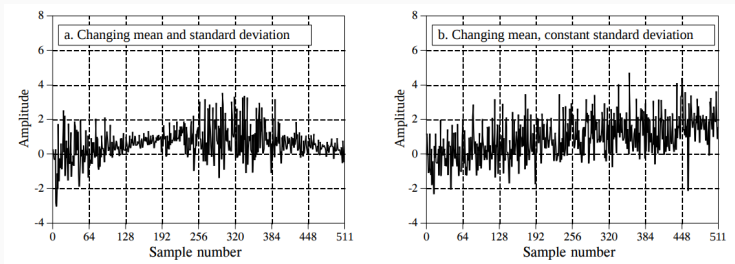 a. Changing mean and standard deviation
8
6
4
2
0
-2
-4
Amplitude
0 64 128 192 256 320 384 448 511
Sample number
b. Changing mean, constant standard deviation
8
6
4
2
0
-2
-4
Amplitude
0 64 128 192 256 320 384 448 511
Sample number